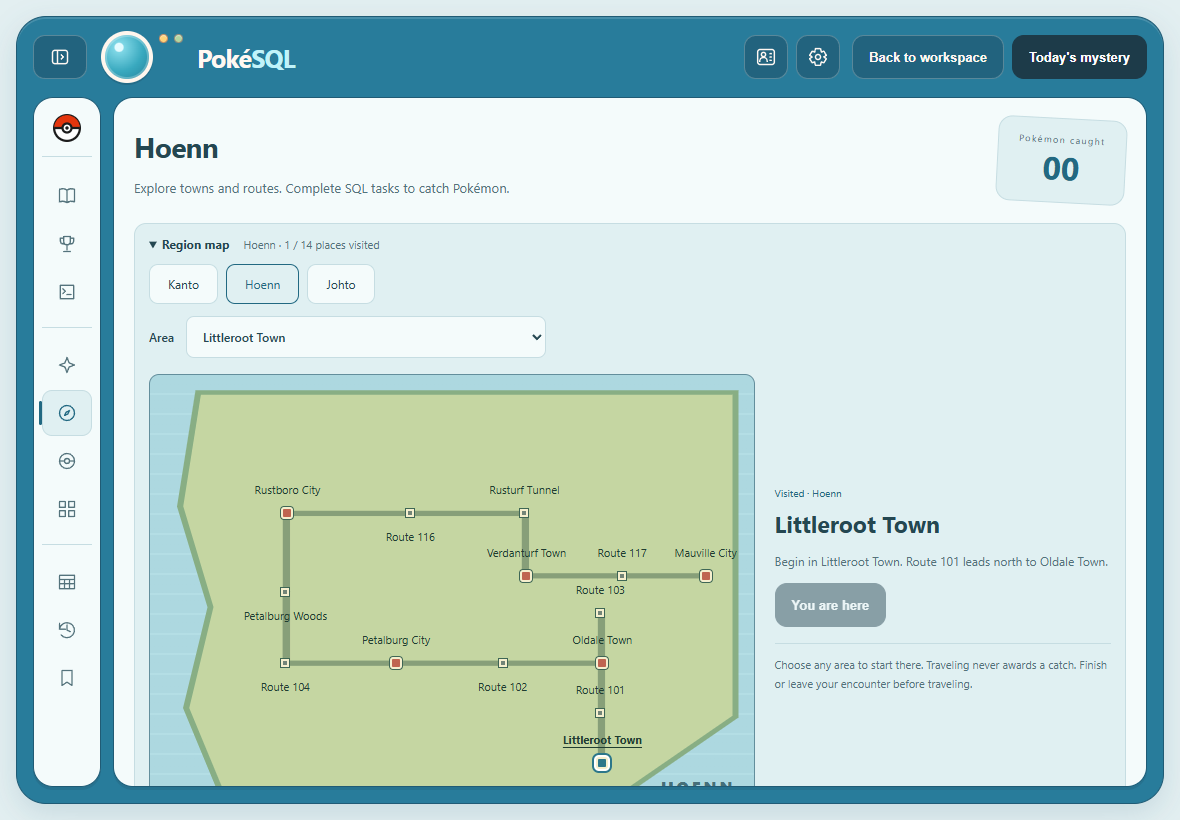 PokéSQL
Back to workspace
Today's mystery
Hoenn
Pokémon caught
00
Explore towns and routes. Complete SQL tasks to catch Pokémon.
Region map
Hoenn · 1 / 14 places visited
Kanto
Hoenn
Johto
Area
Littleroot Town
Rustboro City
Rusturf Tunnel
Route 116
Verdanturf Town
Route 117
Mauville City
Route 103
Petalburg Woods
Petalburg City
Oldale Town
Route 104
Route 102
Route 101
Littleroot Town
HOENN
Visited · Hoenn
Littleroot Town
Begin in Littleroot Town. Route 101 leads north to Oldale Town.
You are here
Choose any area to start there. Traveling never awards a catch. Finish
or leave your encounter before traveling.